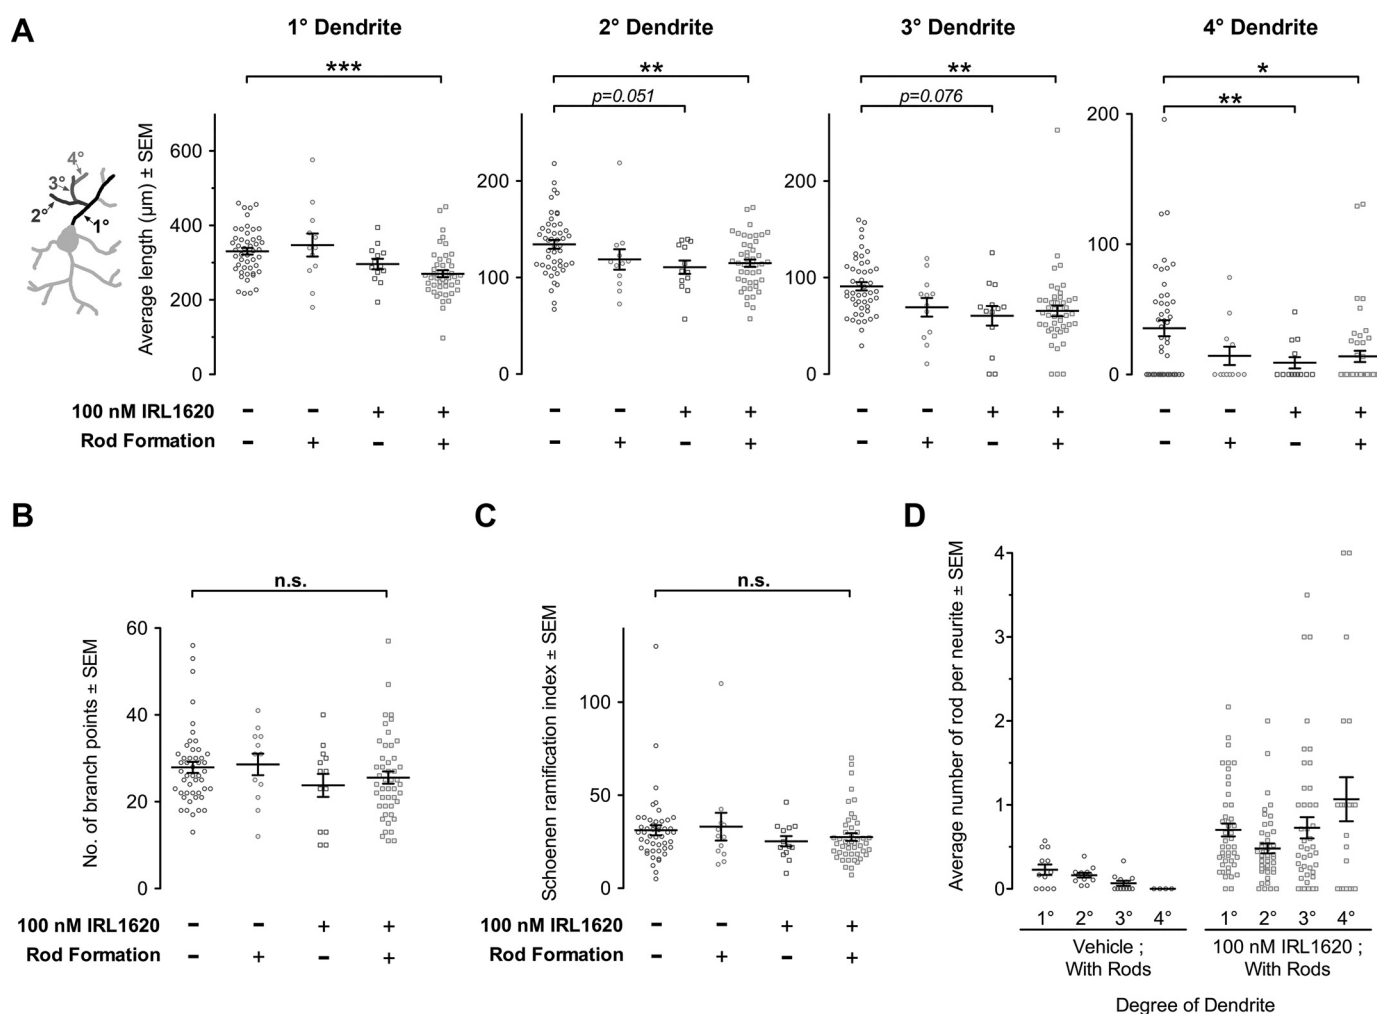 A
1° Dendrite
2° Dendrite
3° Dendrite
4° Dendrite
***
**
**
*
p=0.051
p=0.076
**
Average length (µm) ± SEM
600
400
200
0
200
100
0
200
100
0
200
100
0
4°
3°
2°
1°
100 nM IRL1620 – – + + – – + + – – + + – – + +
Rod Formation – + – + – + – + – + – + – + – +
B
n.s.
No. of branch points ± SEM
60
40
20
0
100 nM IRL1620 – – + +
Rod Formation – + – +
C
n.s.
Schoenen ramification index ± SEM
100
50
0
100 nM IRL1620 – – + +
Rod Formation – + – +
D
Average number of rod per neurite ± SEM
4
3
2
1
0
1° 2° 3° 4° 1° 2° 3° 4°
Vehicle ;
With Rods
100 nM IRL1620 ;
With Rods
Degree of Dendrite